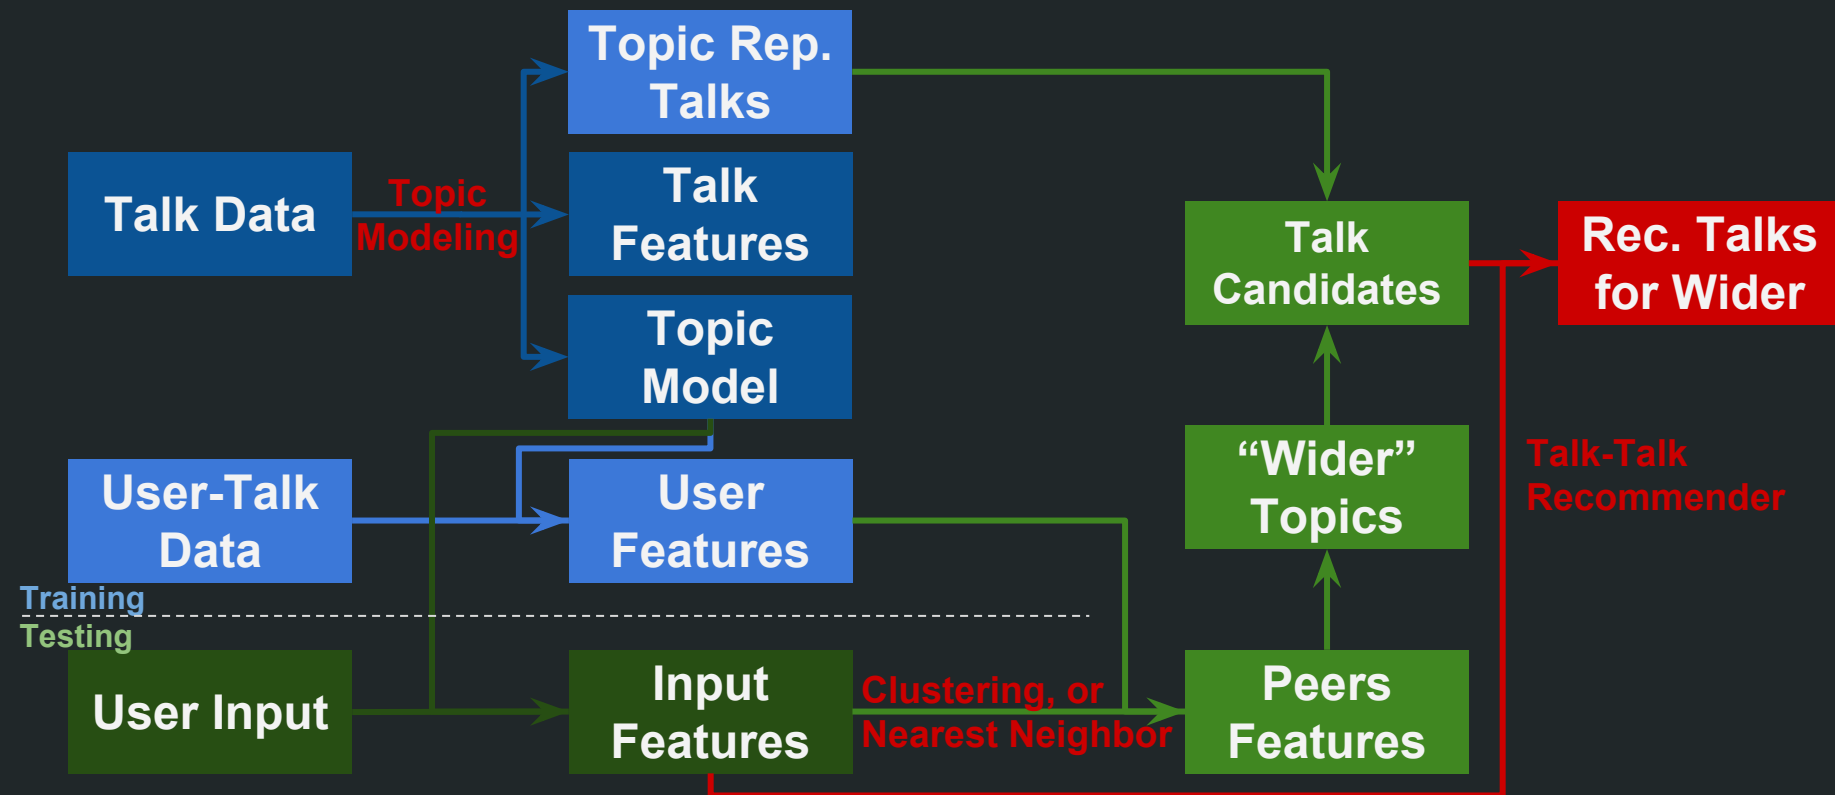 Topic Rep.
Talks
Talk Data
Topic
Modeling
Talk
Features
Talk
Candidates
Rec. Talks
for Wider
Topic
Model
User-Talk
Data
User
Features
“Wider”
Topics
Talk-Talk
Recommender
Training
Testing
User Input
Input
Features
Clustering, or
Nearest Neighbor
Peers
Features